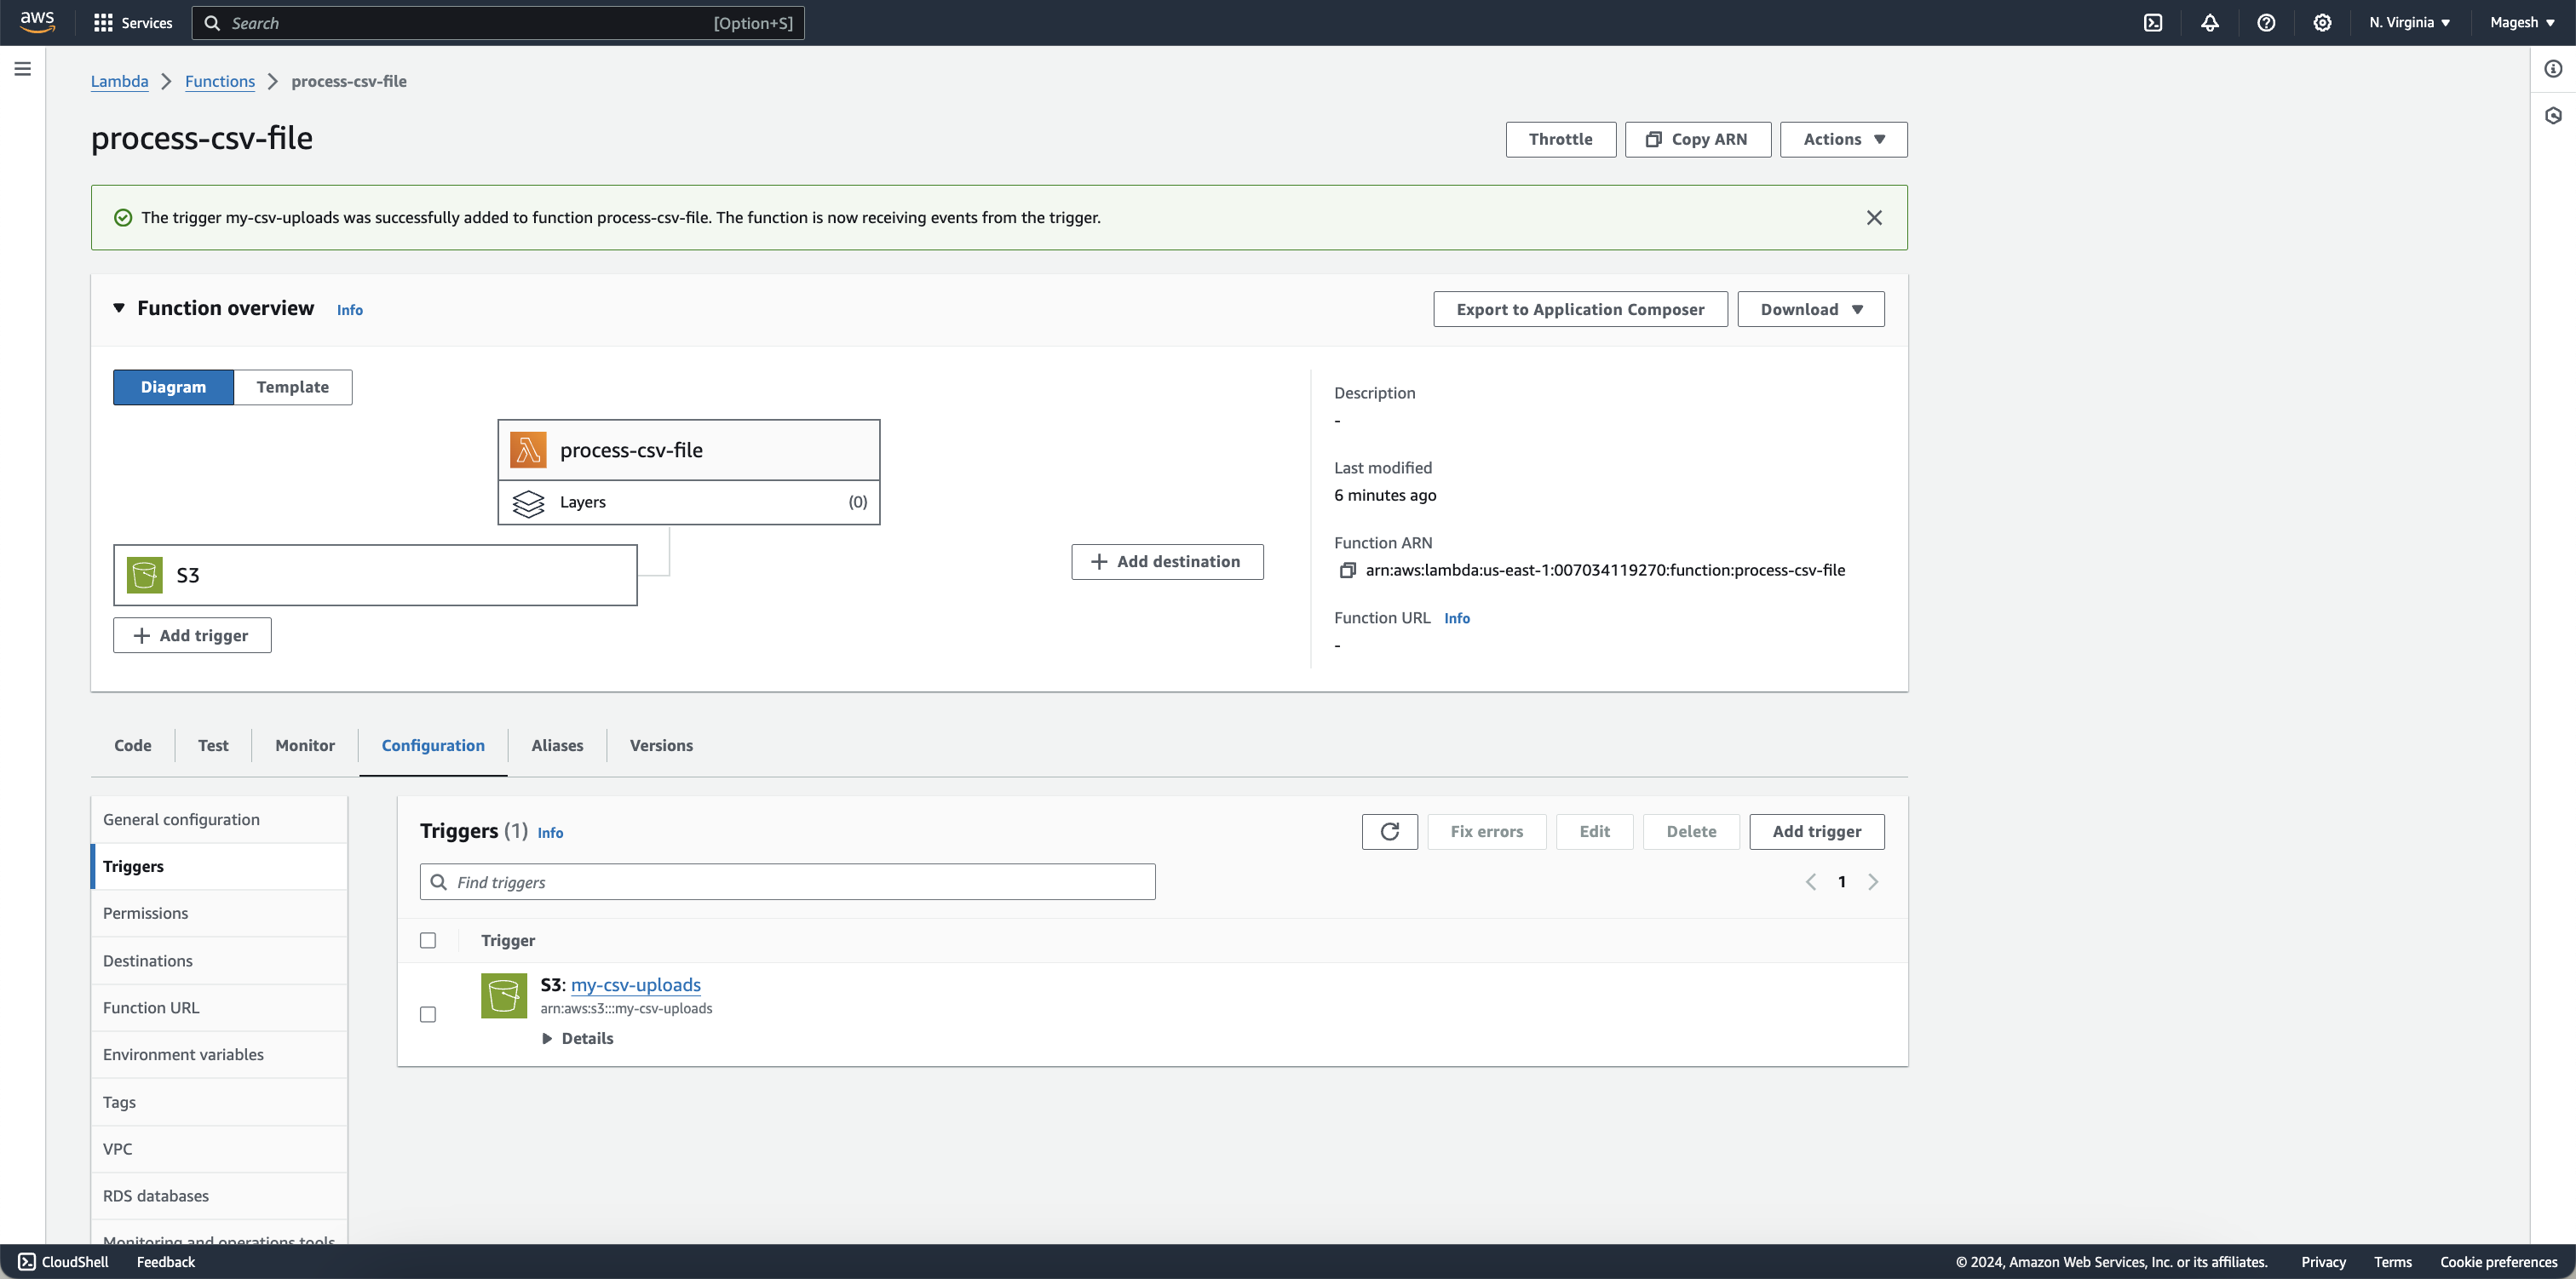 aws
Services
Search [Option+S]
N. Virginia
Magesh
Lambda
Functions
process-csv-file
process-csv-file
Throttle
Copy ARN
Actions
The trigger my-csv-uploads was successfully added to function process-csv-file. The function is now receiving events from the trigger.
Function overview Info
Export to Application Composer
Download
Diagram
Template
process-csv-file
Layers (0)
S3
Add destination
Add trigger
Description
-
Last modified
6 minutes ago
Function ARN
arn:aws:lambda:us-east-1:007034119270:function:process-csv-file
Function URL Info
-
Code
Test
Monitor
Configuration
Aliases
Versions
General configuration
Triggers
Permissions
Destinations
Function URL
Environment variables
Tags
VPC
RDS databases
Monitoring and operations tools
Triggers (1) Info
Fix errors
Edit
Delete
Add trigger
Find triggers
1
Trigger
S3: my-csv-uploads
arn:aws:s3:::my-csv-uploads
Details
CloudShell
Feedback
© 2024, Amazon Web Services, Inc. or its affiliates.
Privacy
Terms
Cookie preferences